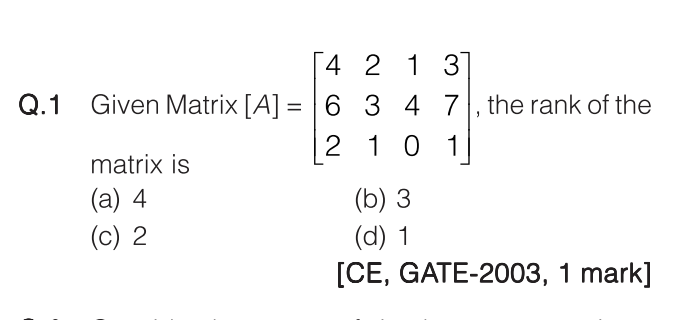 Q.1 Given Matrix [A] = [4 2 1 3
6 3 4 7
2 1 0 1], the rank of the
matrix is
(a) 4 (b) 3
(c) 2 (d) 1
[CE, GATE-2003, 1 mark]